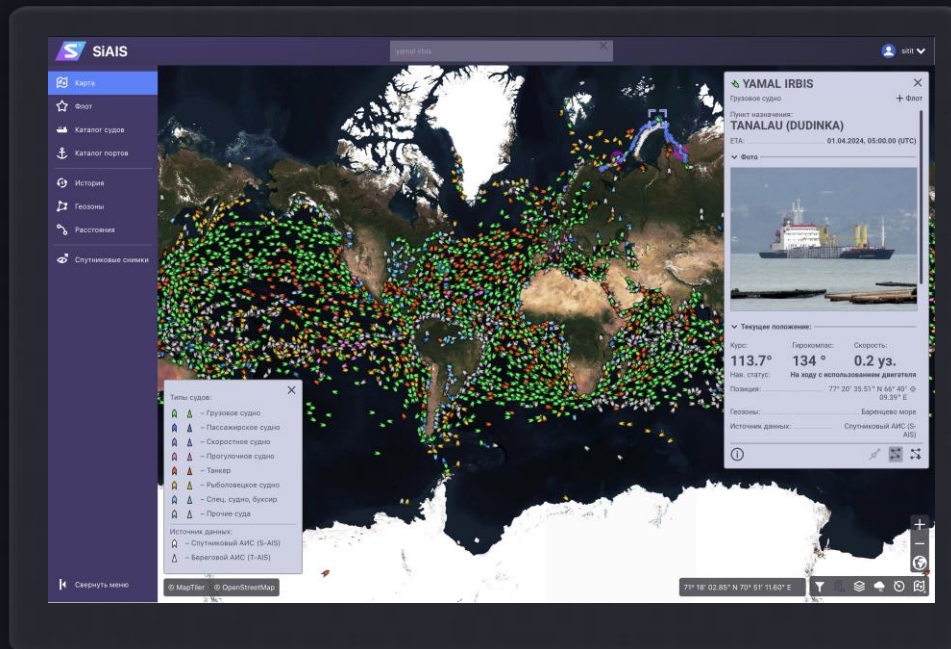 SiAIS
yamal irbis
sitit
Карта
Флот
Каталог судов
Каталог портов
История
Геозоны
Расстояния
Спутниковые снимки
Свернуть меню
Типы судов:
– Грузовое судно
– Пассажирское судно
– Скоростное судно
– Прогулочное судно
– Танкер
– Рыболовецкое судно
– Спец. судно, буксир
– Прочие суда
Источник данных:
– Спутниковый АИС (S-AIS)
– Береговой АИС (T-AIS)
© MapTiler © OpenStreetMap
YAMAL IRBIS
Грузовое судно + Флот
Пункт назначения:
TANALAU (DUDINKA)
ETA: 01.04.2024, 05:00.00 (UTC)
Фото
Текущее положение:
Курс: Гирокомпас: Скорость:
113.7° 134 ° 0.2 уз.
Нав. статус: На ходу с использованием двигателя
Позиция: 77° 20' 35.51" N 66° 40'
09.39" E
Геозоны: Баренцево море
Источник данных: Спутниковый АИС (S-
AIS)
71° 18' 02.85" N 70° 51' 11.60" E